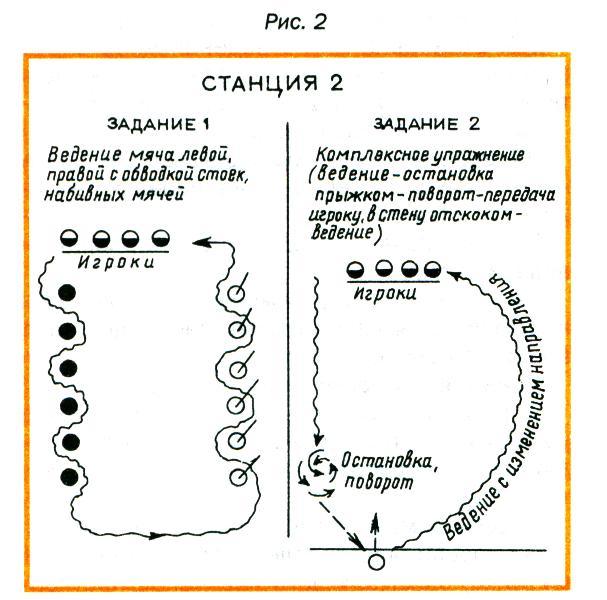 Рис. 2
СТАНЦИЯ 2
ЗАДАНИЕ 1
Ведение мяча левой,
правой с обводкой стоек,
набивных мячей
Игроки
ЗАДАНИЕ 2
Комплексное упражнение
(ведение-остановка
прыжком-поворот-передача
игроку, в стену отскоком-
ведение)
Игроки
Остановка,
поворот
Ведение с изменением направления